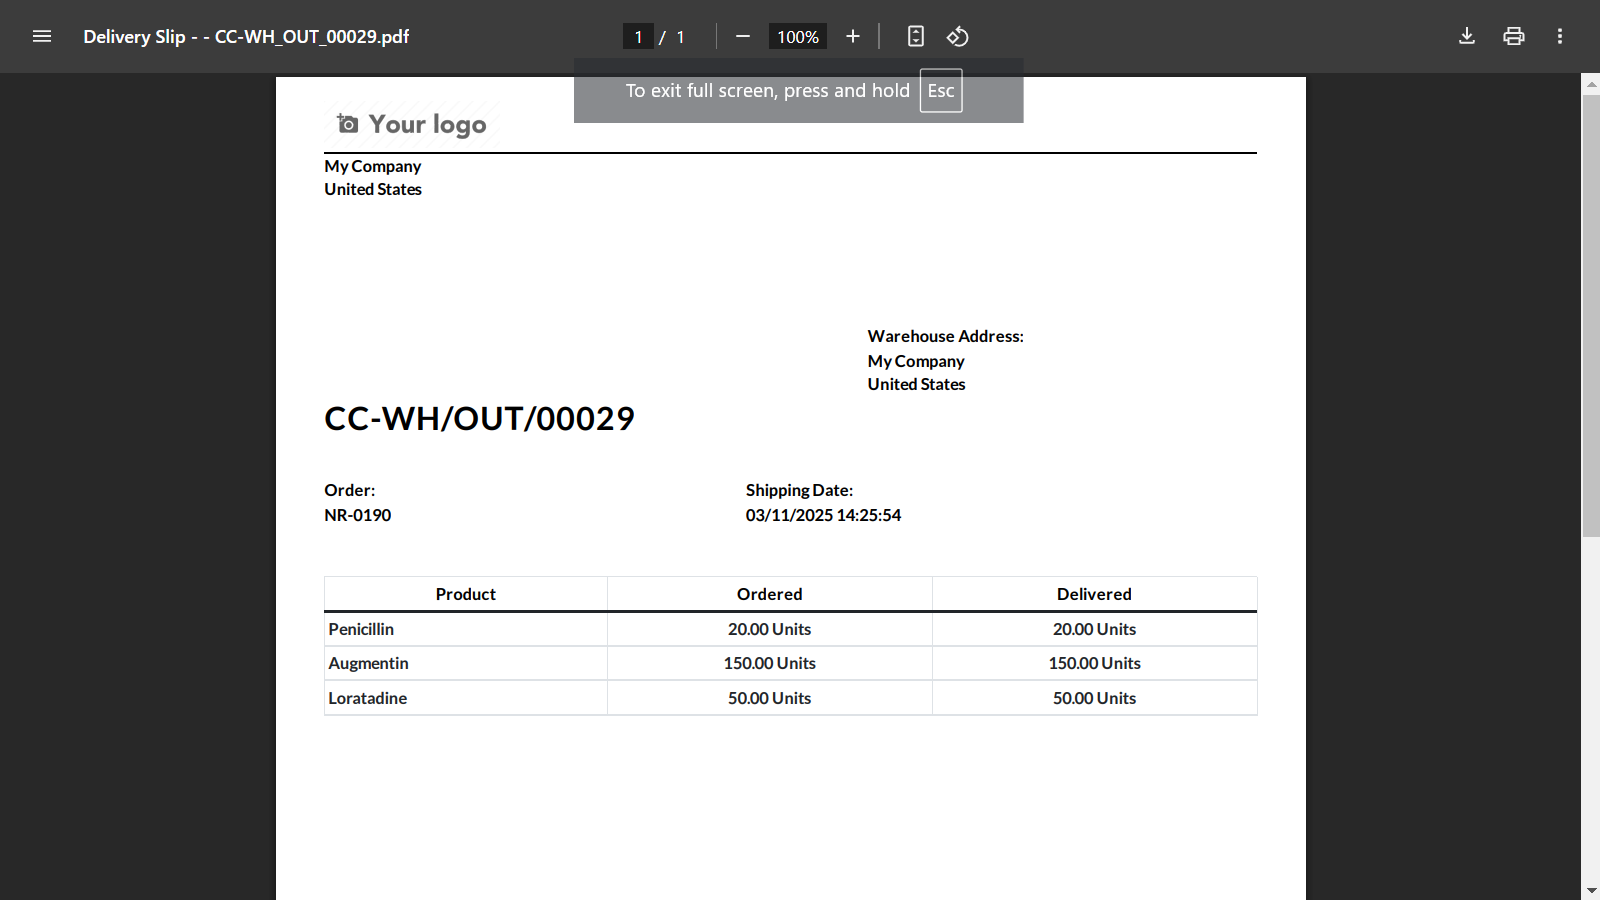 Delivery Slip - - CC-WH_OUT_00029.pdf
1 / 1
100%
To exit full screen, press and hold Esc
Your logo
My Company
United States
Warehouse Address:
My Company
United States
CC-WH/OUT/00029
Order: Shipping Date:
NR-0190 03/11/2025 14:25:54
Product Ordered Delivered
Penicillin 20.00 Units 20.00 Units
Augmentin 150.00 Units 150.00 Units
Loratadine 50.00 Units 50.00 Units